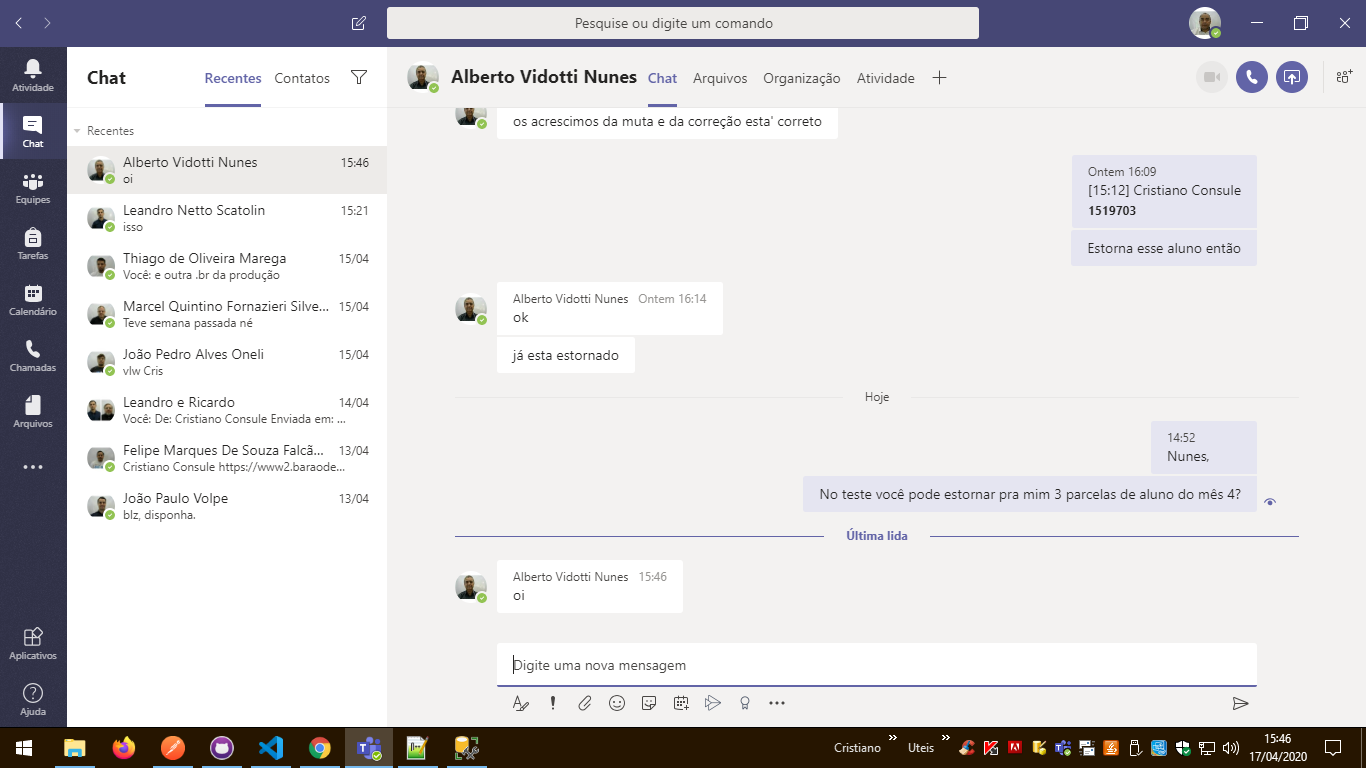 Pesquise ou digite um comando
Atividade
Chat
Equipes
Tarefas
Calendário
Chamadas
Arquivos
Aplicativos
Ajuda
Chat
Recentes
Contatos
Recentes
Alberto Vidotti Nunes 15:46
oi
Leandro Netto Scatolin 15:21
isso
Thiago de Oliveira Marega 15/04
Você: e outra .br da produção
Marcel Quintino Fornazieri Silve... 15/04
Teve semana passada né
João Pedro Alves Oneli 15/04
vlw Cris
Leandro e Ricardo 14/04
Você: De: Cristiano Consule Enviada em: ...
Felipe Marques De Souza Falcã... 13/04
Cristiano Consule https://www2.baraode...
João Paulo Volpe 13/04
blz, disponha.
Alberto Vidotti Nunes Chat Arquivos Organização Atividade
os acrescimos da muta e da correção esta' correto
Ontem 16:09
[15:12] Cristiano Consule
1519703
Estorna esse aluno então
Alberto Vidotti Nunes Ontem 16:14
ok
já esta estornado
Hoje
14:52
Nunes,
No teste você pode estornar pra mim 3 parcelas de aluno do mês 4?
Última lida
Alberto Vidotti Nunes 15:46
oi
Digite uma nova mensagem
Cristiano » Uteis »
15:46
17/04/2020